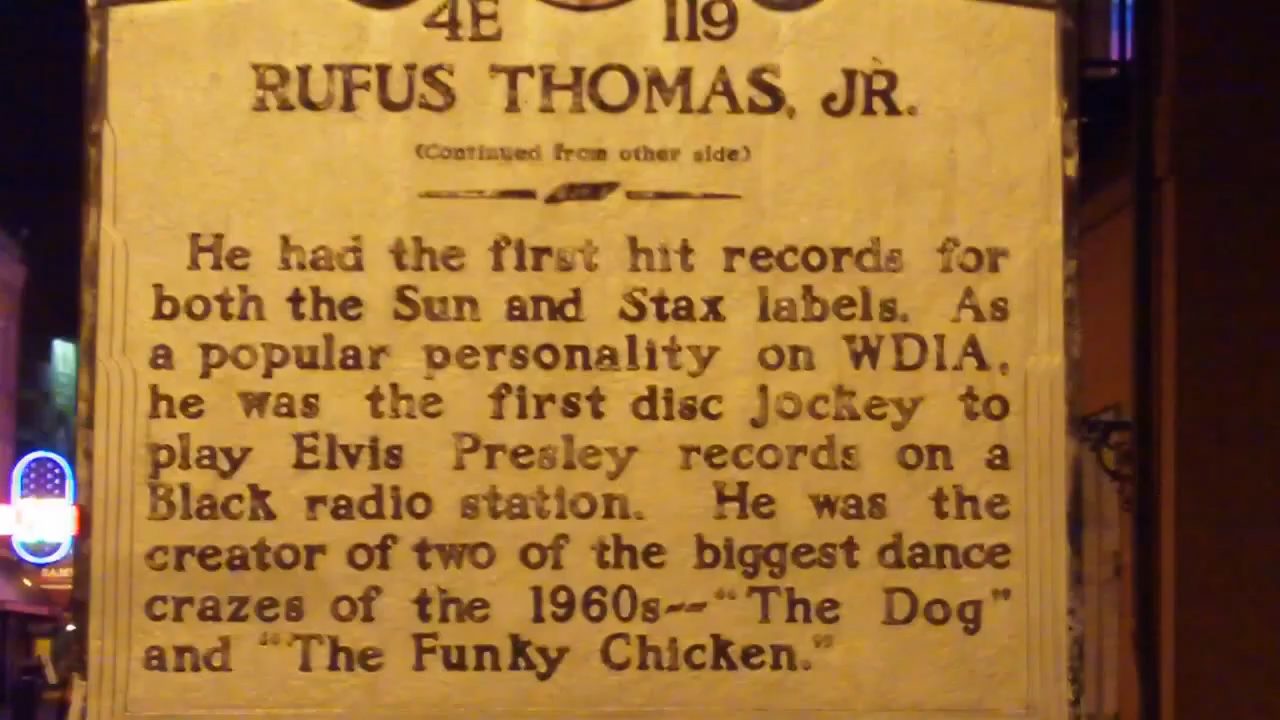 4E 119
RUFUS THOMAS, JR.
(Continued from other side)
He had the first hit records for
both the Sun and Stax labels. As
a popular personality on WDIA,
he was the first disc jockey to
play Elvis Presley records on a
Black radio station. He was the
creator of two of the biggest dance
crazes of the 1960s--"The Dog"
and "The Funky Chicken."